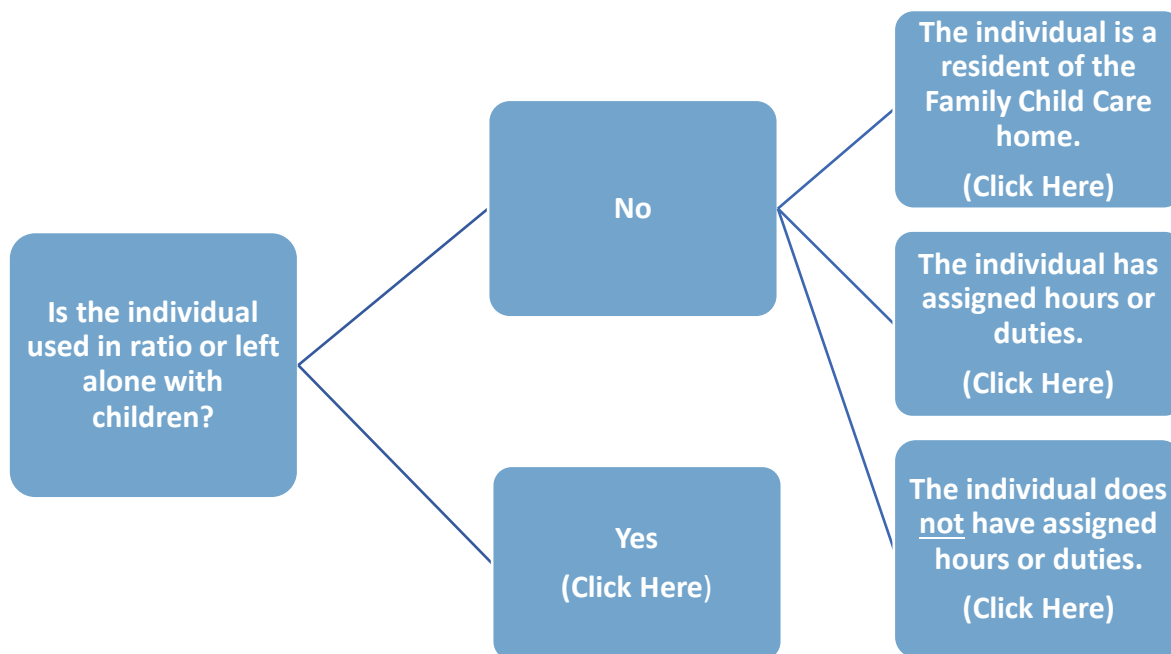 Is the individual
used in ratio or left
alone with
children?
No
Yes
(Click Here)
The individual is a
resident of the
Family Child Care
home.
(Click Here)
The individual has
assigned hours or
duties.
(Click Here)
The individual does
not have assigned
hours or duties.
(Click Here)